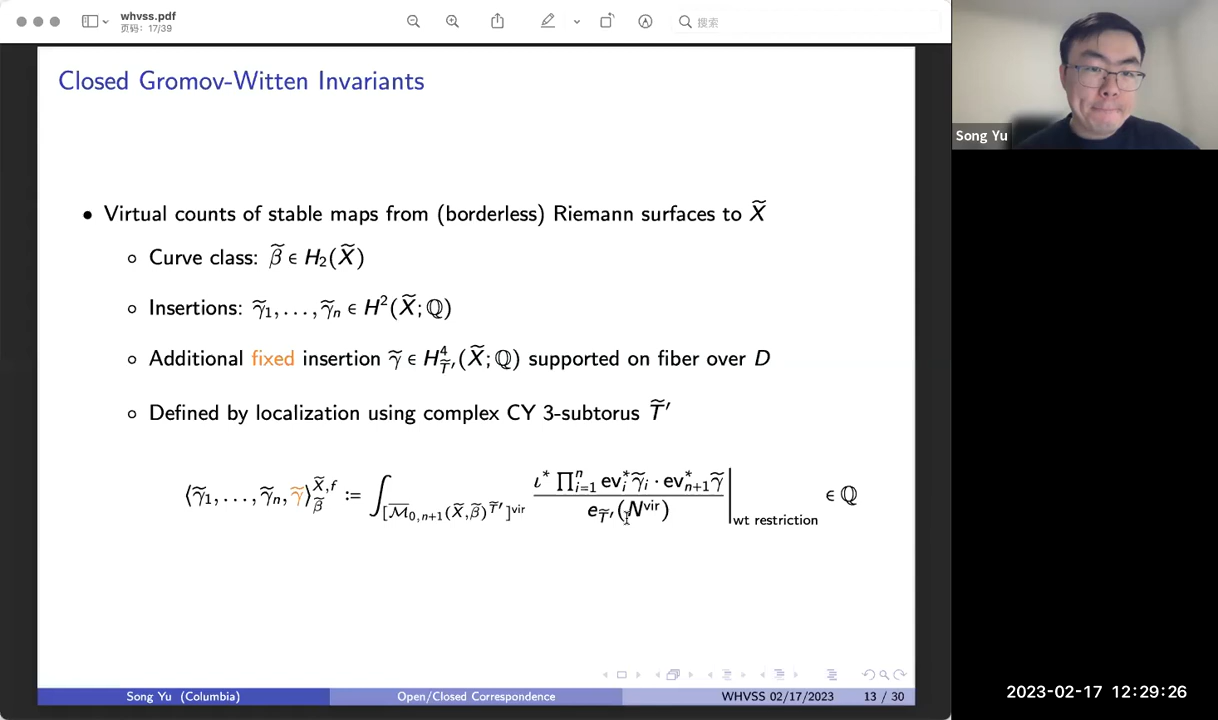 whvss.pdf
页码：17/39
搜索
Closed Gromov-Witten Invariants
• Virtual counts of stable maps from (borderless) Riemann surfaces to X̃
◦ Curve class: β̃ ∈ H₂(X̃)
◦ Insertions: γ̃₁, . . . , γ̃ₙ ∈ H²(X̃; ℚ)
◦ Additional fixed insertion γ̃ ∈ H⁴_{T̃′}(X̃; ℚ) supported on fiber over D
◦ Defined by localization using complex CY 3-subtorus T̃′
⟨γ̃₁, . . . , γ̃ₙ, γ̃⟩^{X̃,f}_{β̃} := ∫_{[M̅_{0,n+1}(X̃,β̃)^{T̃′}]^{vir}} (ι* ∏ⁿ_{i=1} ev*_i γ̃_i · ev*_{n+1} γ̃) / (e_{T̃′}(N^{vir})) |_{wt restriction} ∈ ℚ
Song Yu (Columbia)
Open/Closed Correspondence
WHVSS 02/17/2023
13 / 30
Song Yu
2023-02-17 12:29:26